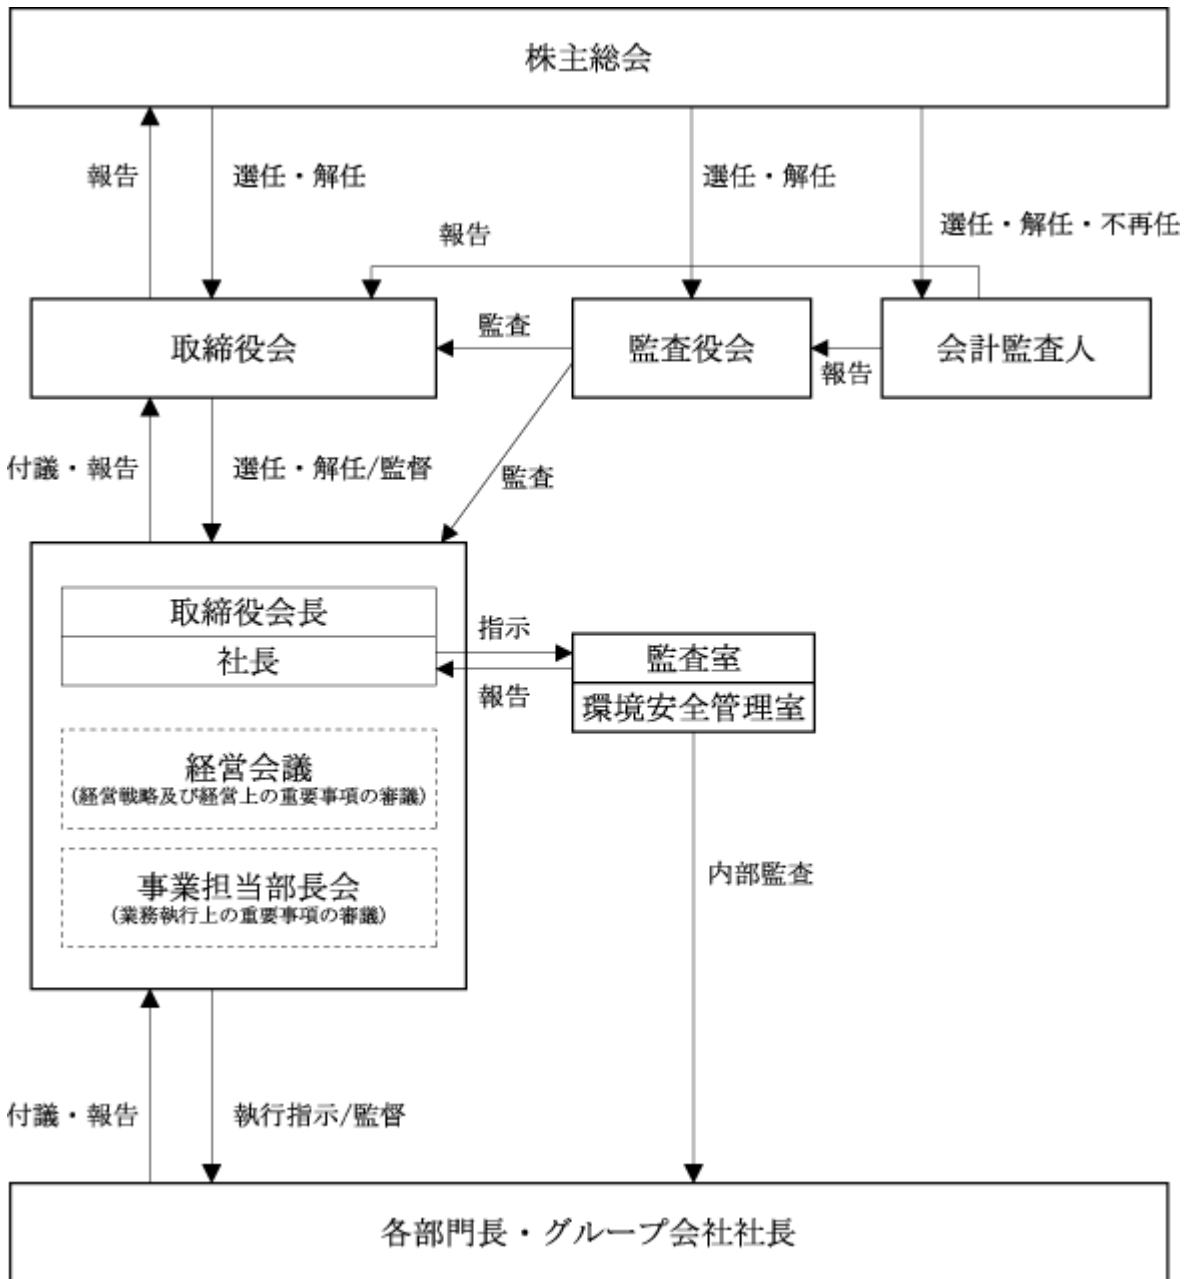 株主総会
報告
選任・解任
選任・解任
選任・解任・不再任
報告
取締役会
監査
監査役会
報告
会計監査人
付議・報告
選任・解任/監督
監査
取締役会長
社長
指示
報告
監査室
環境安全管理室
経営会議
(経営戦略及び経営上の重要事項の審議)
事業担当部長会
(業務執行上の重要事項の審議)
内部監査
付議・報告
執行指示/監督
各部門長・グループ会社社長